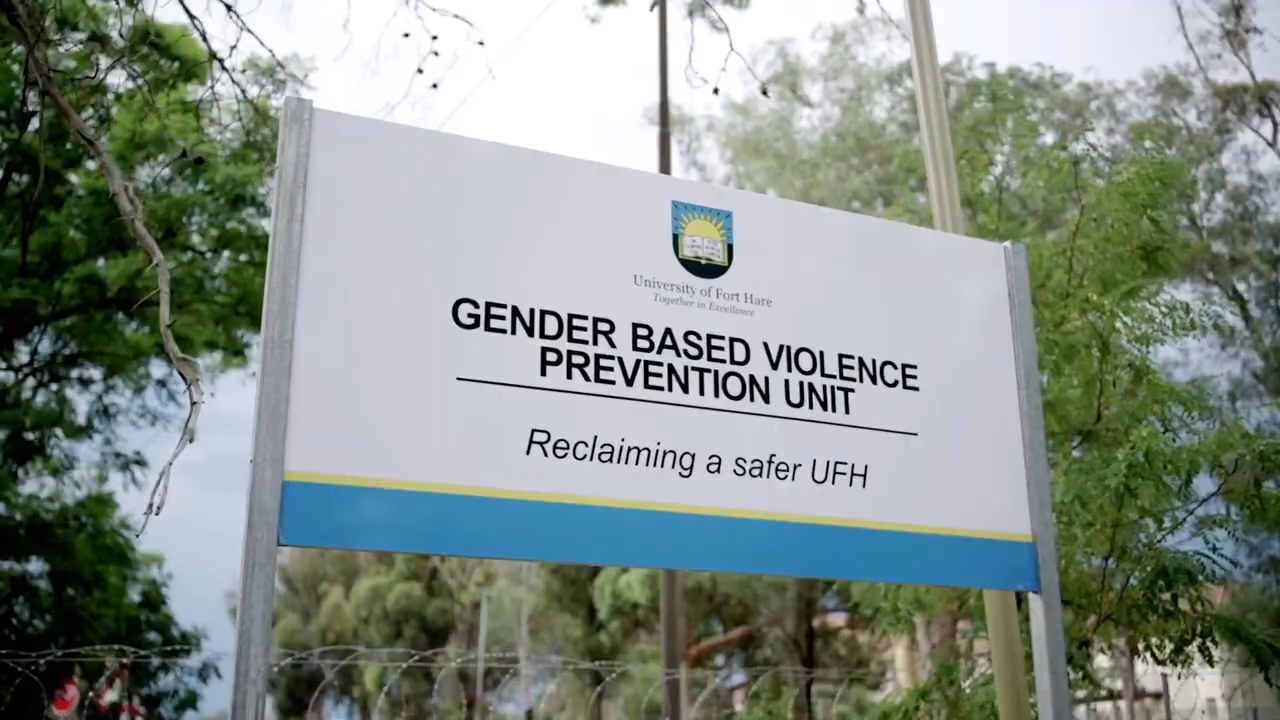 University of Fort Hare
Together in Excellence
GENDER BASED VIOLENCE
PREVENTION UNIT
Reclaiming a safer UFH